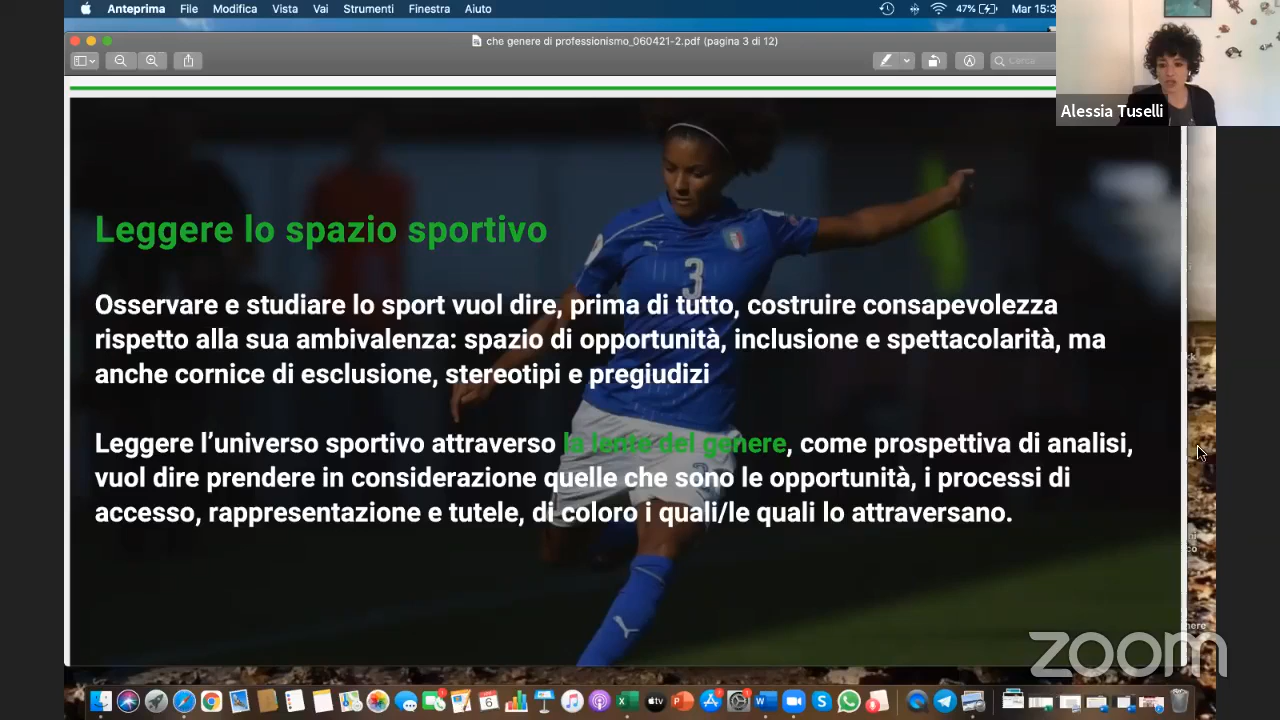 Anteprima File Modifica Vista Vai Strumenti Finestra Aiuto 47% Mar 15:3
che genere di professionismo_060421-2.pdf (pagina 3 di 12)
Cerca
Alessia Tuselli
Leggere lo spazio sportivo
3
Osservare e studiare lo sport vuol dire, prima di tutto, costruire consapevolezza
rispetto alla sua ambivalenza: spazio di opportunità, inclusione e spettacolarità, ma
anche cornice di esclusione, stereotipi e pregiudizi
Leggere l’universo sportivo attraverso la lente del genere, come prospettiva di analisi,
vuol dire prendere in considerazione quelle che sono le opportunità, i processi di
accesso, rappresentazione e tutele, di coloro i quali/le quali lo attraversano.
zoom
6
tv